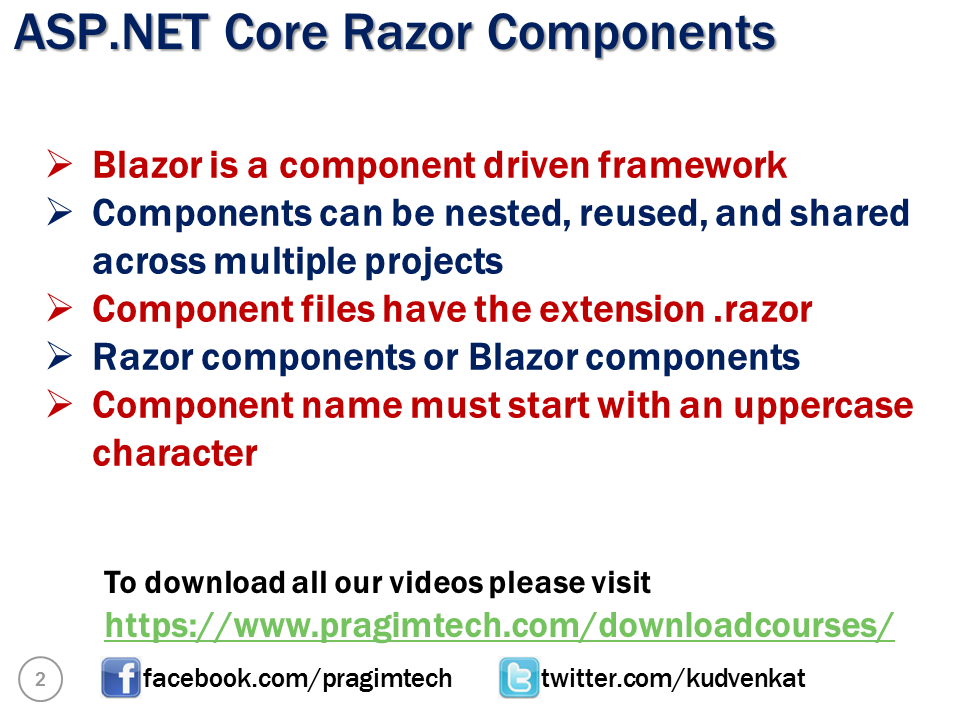 ASP.NET Core Razor Components
Blazor is a component driven framework
Components can be nested, reused, and shared
across multiple projects
Component files have the extension .razor
Razor components or Blazor components
Component name must start with an uppercase
character
To download all our videos please visit
https://www.pragimtech.com/downloadcourses/
2
facebook.com/pragimtech
twitter.com/kudvenkat